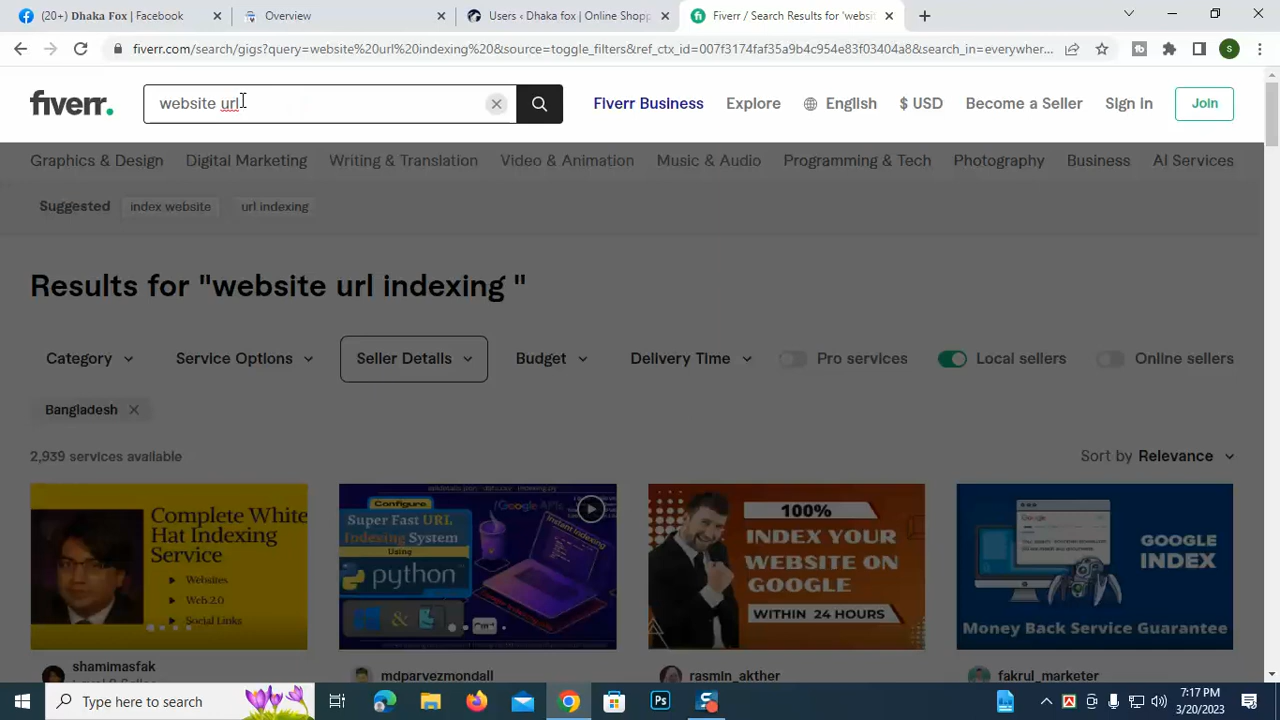 (20+) Dhaka Fox | Facebook
Overview
Users ‹ Dhaka fox | Online Shopp
Fiverr / Search Results for 'websi
fiverr.com/search/gigs?query=website%20url%20indexing%20&source=toggle_filters&ref_ctx_id=007f3174faf35a9b4c954e83f03404a8&search_in=everywher...
S
fiverr.
website url
Fiverr Business
Explore
English
$ USD
Become a Seller
Sign In
Join
Graphics & Design
Digital Marketing
Writing & Translation
Video & Animation
Music & Audio
Programming & Tech
Photography
Business
AI Services
Suggested
index website
url indexing
Results for "website url indexing "
Category
Service Options
Seller Details
Budget
Delivery Time
Pro services
Local sellers
Online sellers
Bangladesh
2,939 services available
Sort by Relevance
Complete White
Hat Indexing
Service
Websites
Web 2.0
Social Links
Configure
Super Fast URL
Indexing System
Using
python
Google APIs
Instant Indexing
100%
INDEX YOUR
WEBSITE ON
GOOGLE
WITHIN 24 HOURS
GOOGLE
INDEX
Money Back Service Guarantee
shamimasfak
mdparvezmondall
rasmin_akther
fakrul_marketer
Type here to search
Ps
7:17 PM
3/20/2023